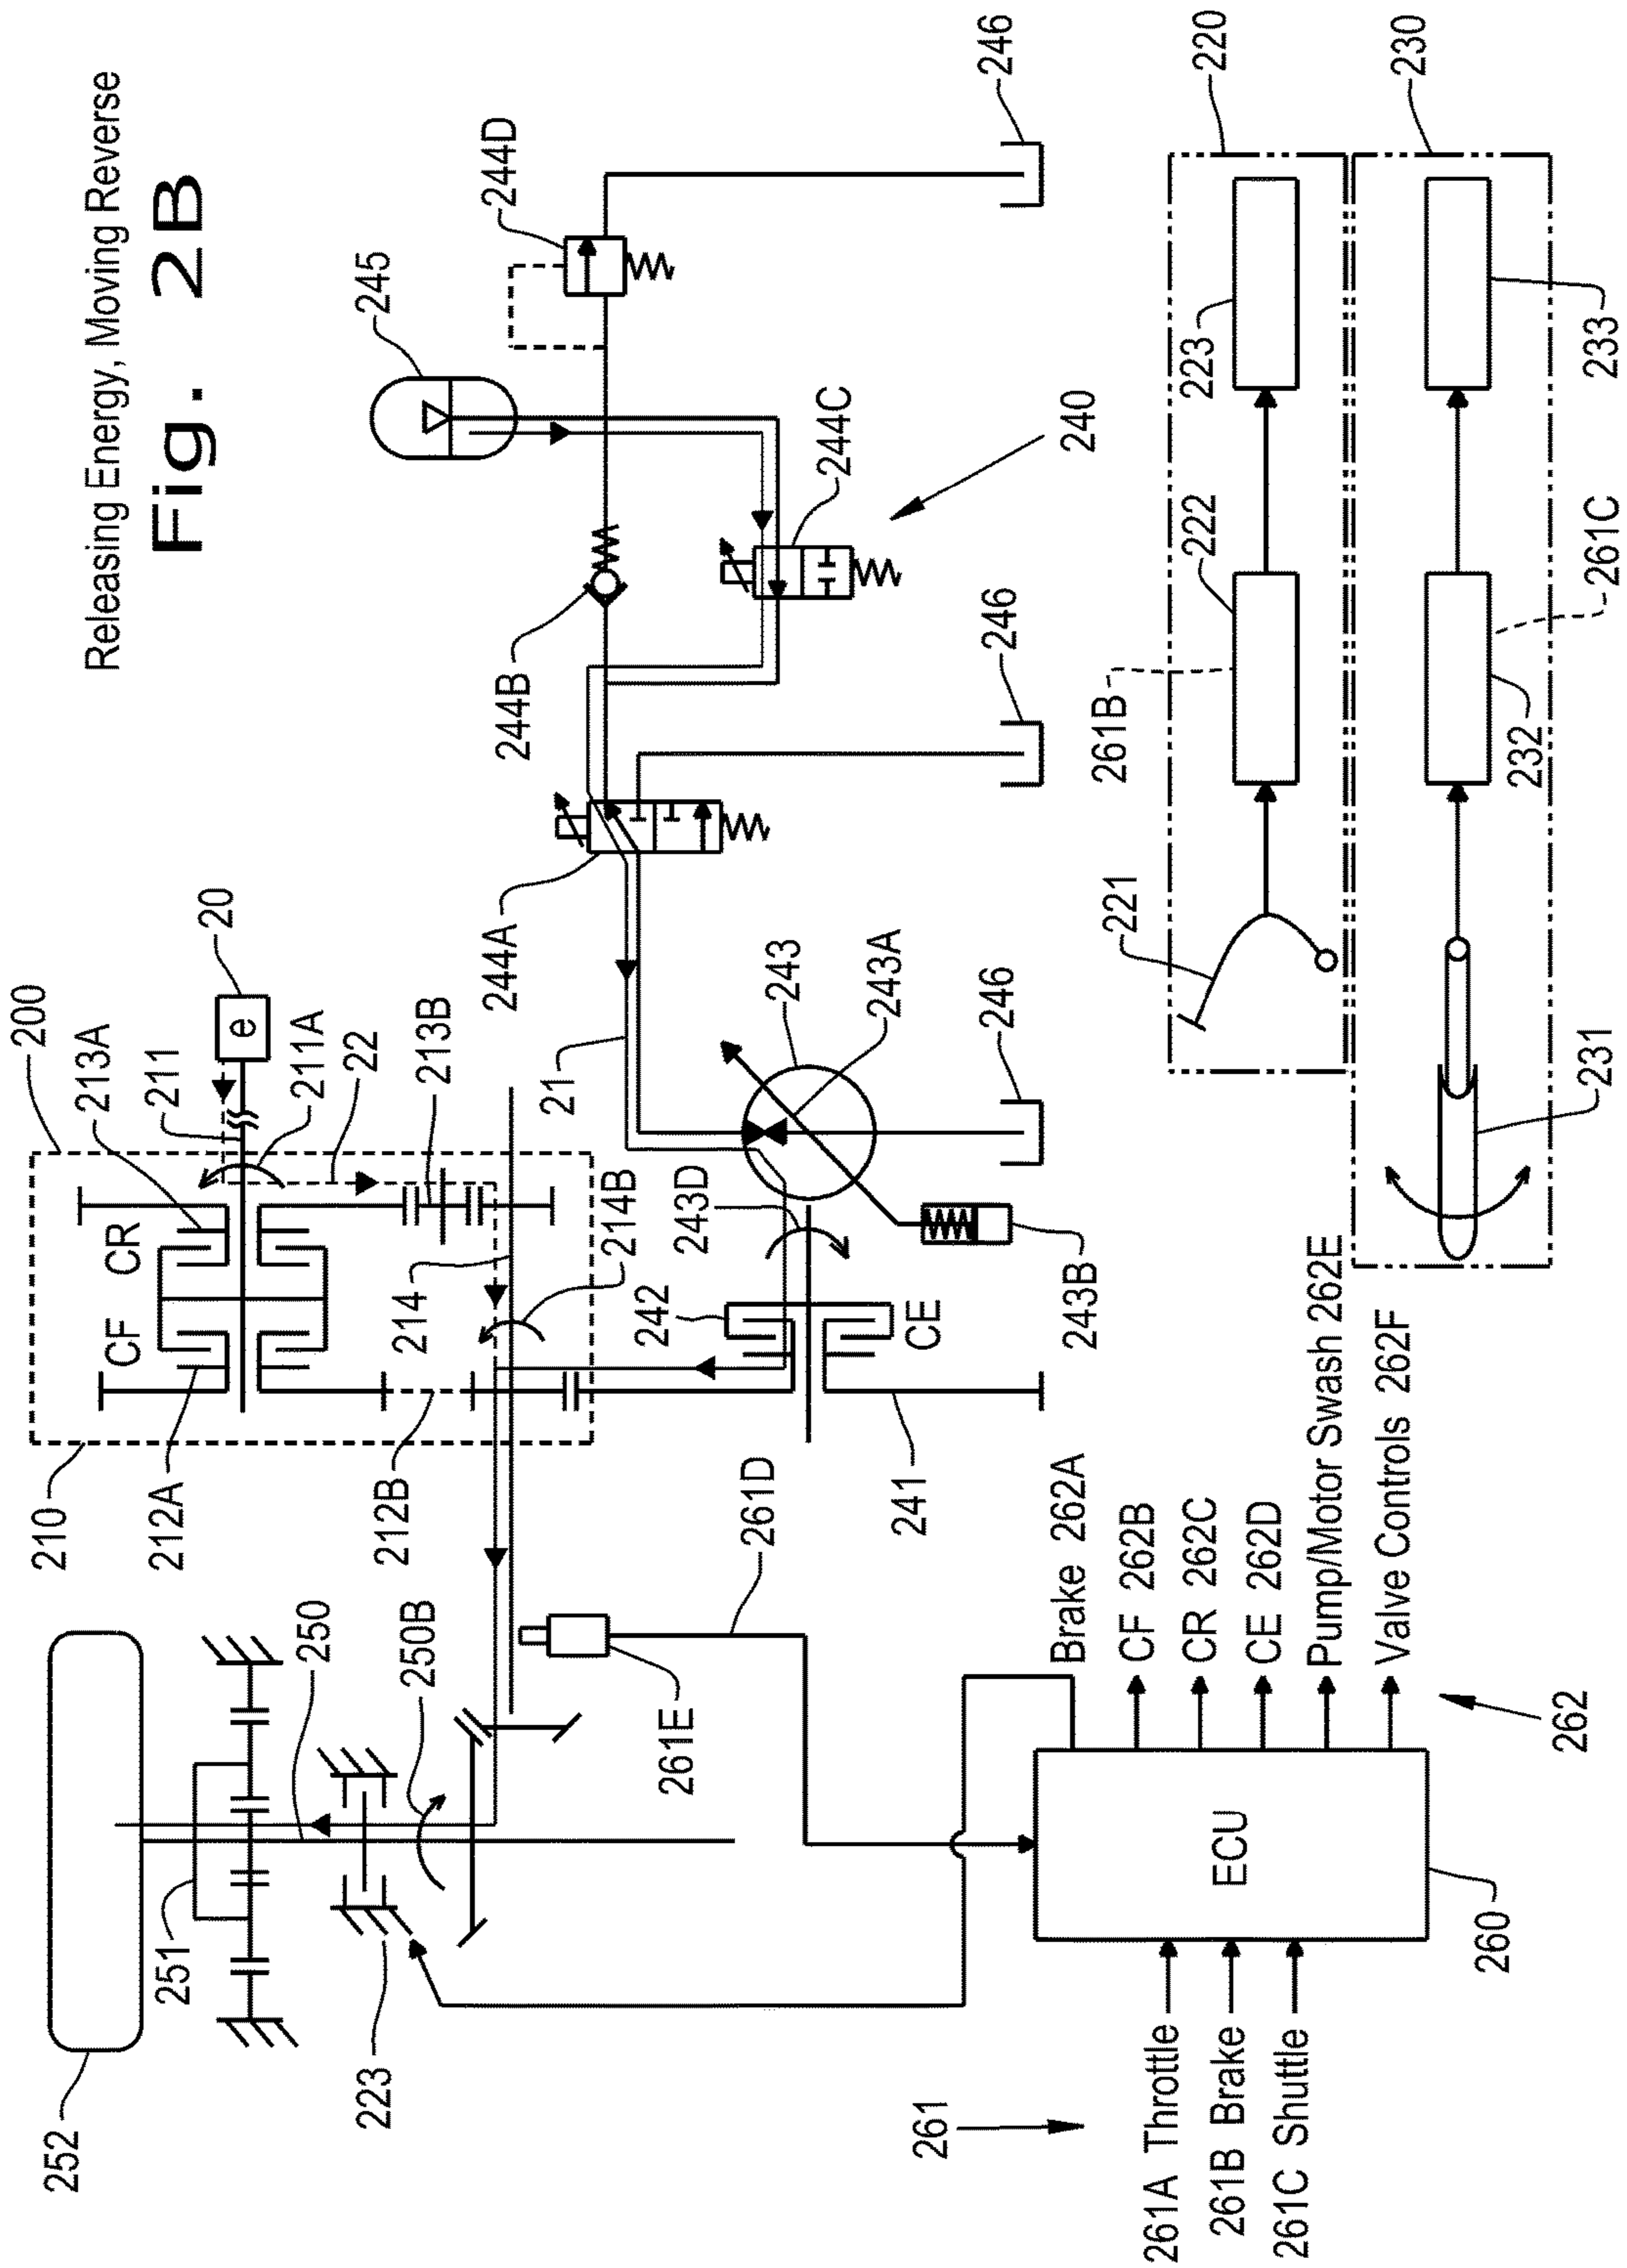 Releasing Energy, Moving Reverse
Fig. 2B
252
251
250
250B
223
210
212A
212B
CF
CR
213A
200
211
20
e
211A
22
213B
214
214B
242
CE
243D
243B
243A
243
21
241
261D
261E
244A
244B
244C
244D
245
246
246
246
240
261
261A Throttle
261B Brake
261C Shuttle
ECU
260
262
Brake 262A
CF 262B
CR 262C
CE 262D
Pump/Motor Swash 262E
Valve Controls 262F
221
261B
222
223
220
231
232
261C
233
230